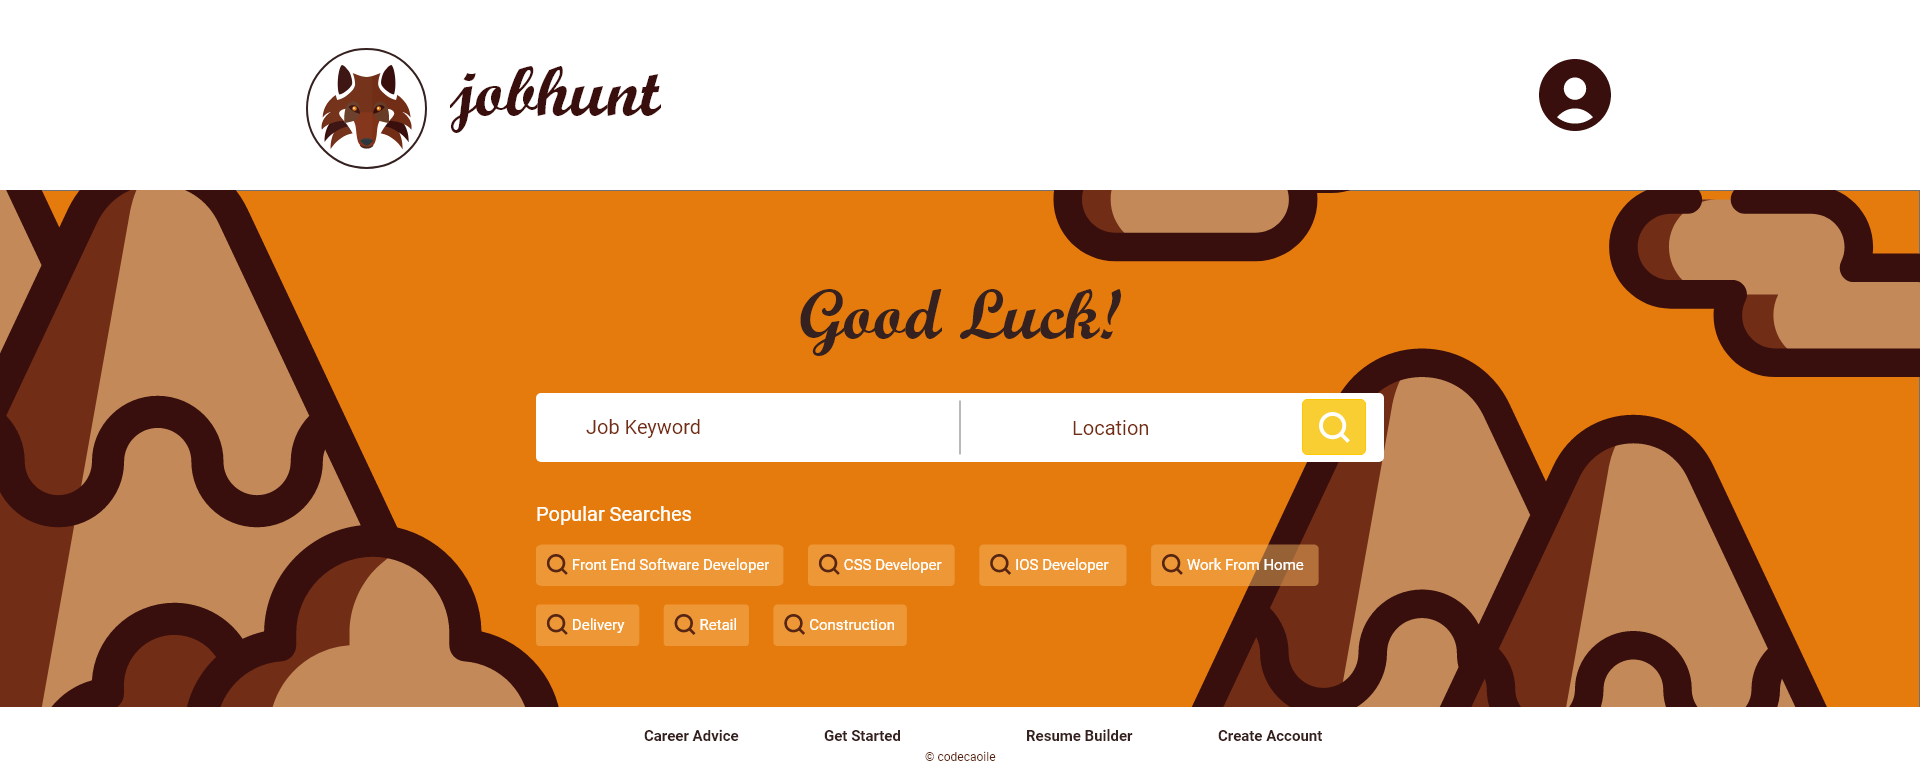 jobhunt
Good Luck!
Job Keyword
Location
Popular Searches
Front End Software Developer
CSS Developer
IOS Developer
Work From Home
Delivery
Retail
Construction
Career Advice
Get Started
Resume Builder
Create Account
© codecaoile